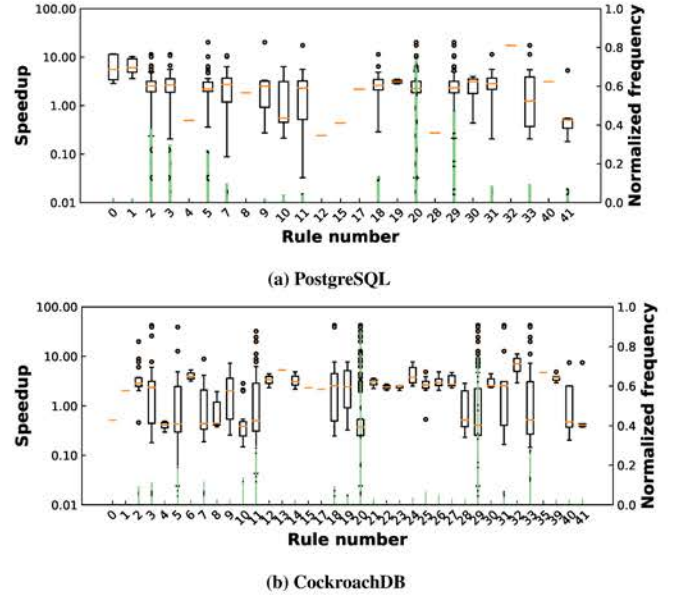 100.00
10.00
1.00
0.10
0.01
Speedup
1.0
0.8
0.6
0.4
0.2
0.0
Normalized frequency
0 1 2 3 4 5 7 8 9 10 11 12 15 17 18 19 20 28 29 30 31 32 33 40 41
Rule number
(a) PostgreSQL
100.00
10.00
1.00
0.10
0.01
Speedup
1.0
0.8
0.6
0.4
0.2
0.0
Normalized frequency
0 1 2 3 4 5 6 7 8 9 10 11 12 13 14 15 17 18 19 20 21 22 23 24 25 26 27 28 29 30 31 32 33 35 39 40 41
Rule number
(b) CockroachDB